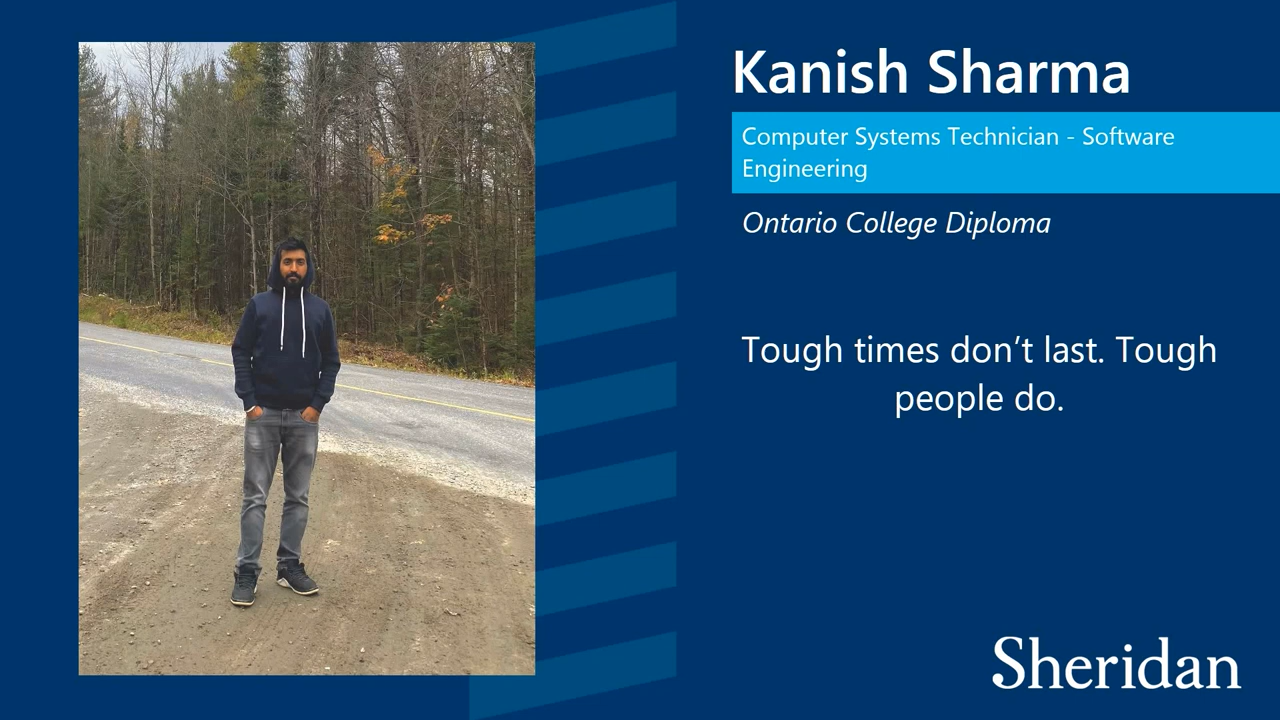 Kanish Sharma
Computer Systems Technician - Software
Engineering
Ontario College Diploma
Tough times don’t last. Tough
people do.
Sheridan